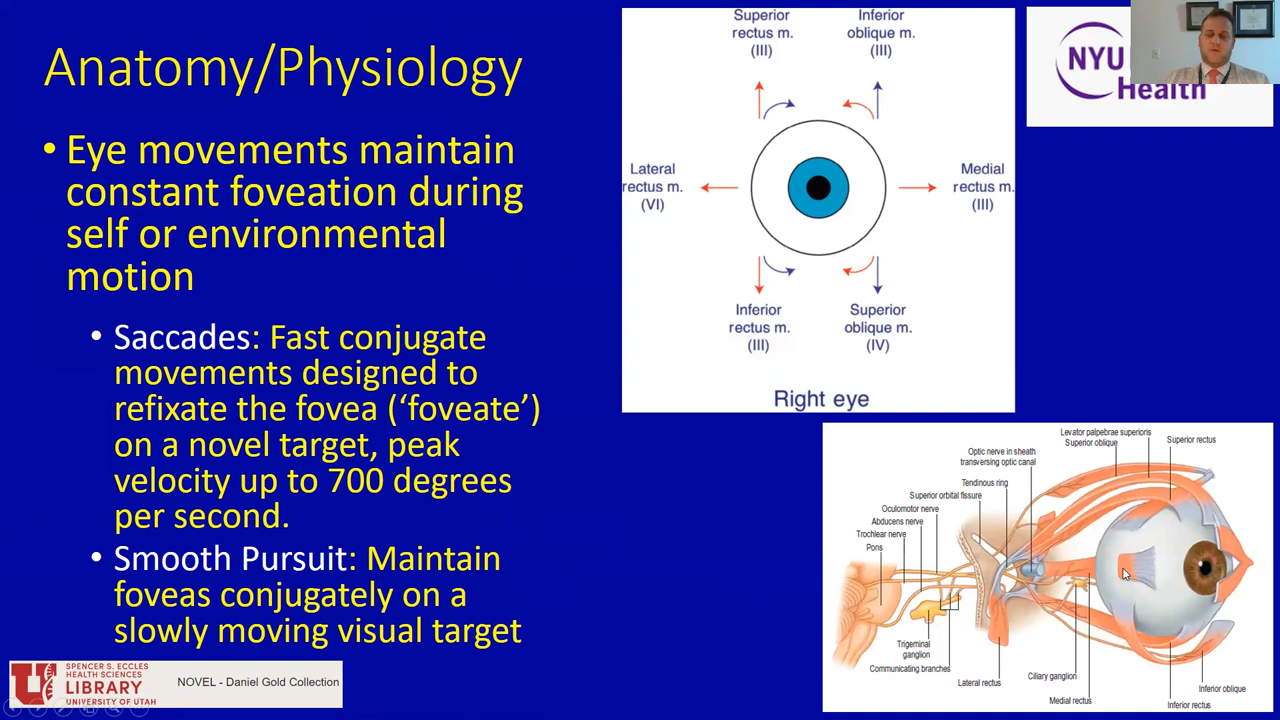 Anatomy/Physiology
• Eye movements maintain
constant foveation during
self or environmental
motion
• Saccades: Fast conjugate
movements designed to
refixate the fovea (‘foveate’)
on a novel target, peak
velocity up to 700 degrees
per second.
• Smooth Pursuit: Maintain
foveas conjugately on a
slowly moving visual target
Superior
rectus m.
(III)
Inferior
oblique m.
(III)
Lateral
rectus m.
(VI)
Medial
rectus m.
(III)
Inferior
rectus m.
(III)
Superior
oblique m.
(IV)
Right eye
NYU
Health
Levator palpebrae superioris
Superior oblique
Superior rectus
Optic nerve in sheath
transversing optic canal
Tendinous ring
Superior orbital fissure
Oculomotor nerve
Abducens nerve
Trochlear nerve
Pons
Trigeminal
ganglion
Communicating branches
Lateral rectus
Ciliary ganglion
Medial rectus
Inferior oblique
Inferior rectus
SPENCER S. ECCLES
HEALTH SCIENCES
LIBRARY
UNIVERSITY OF UTAH
NOVEL - Daniel Gold Collection